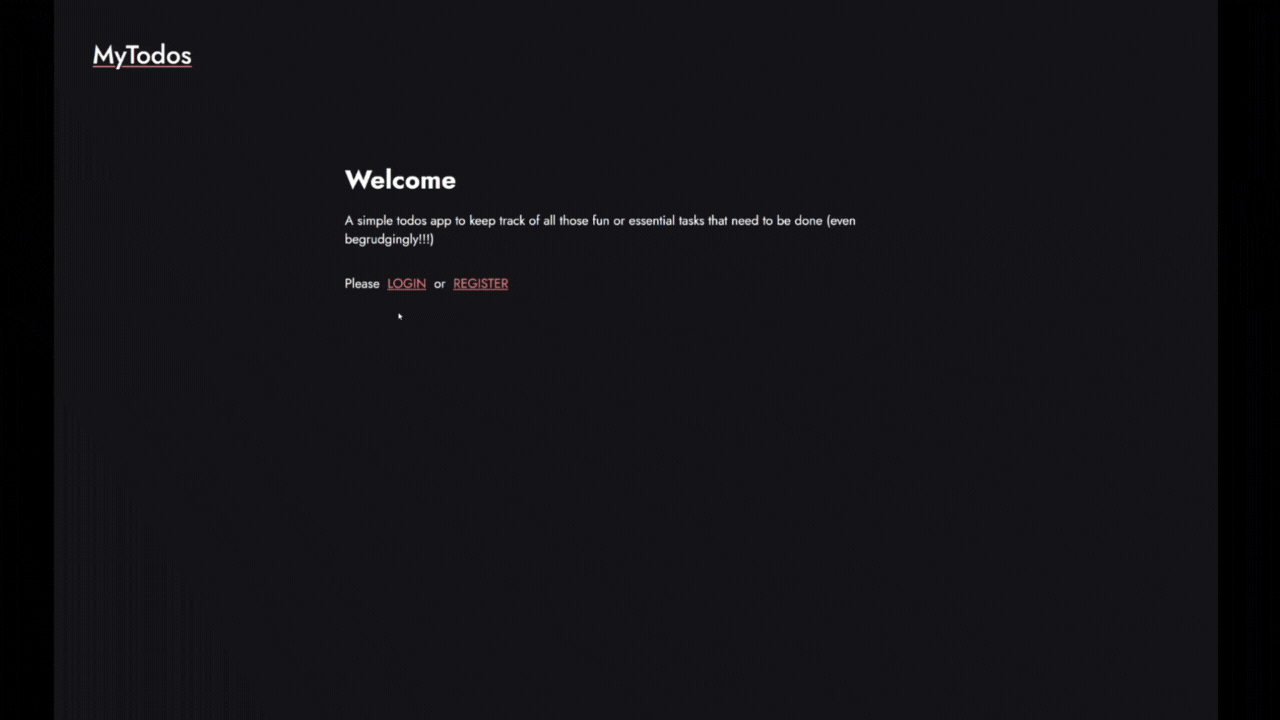 MyTodos
Welcome
A simple todos app to keep track of all those fun or essential tasks that need to be done (even
begrudgingly!!!)
Please LOGIN or REGISTER